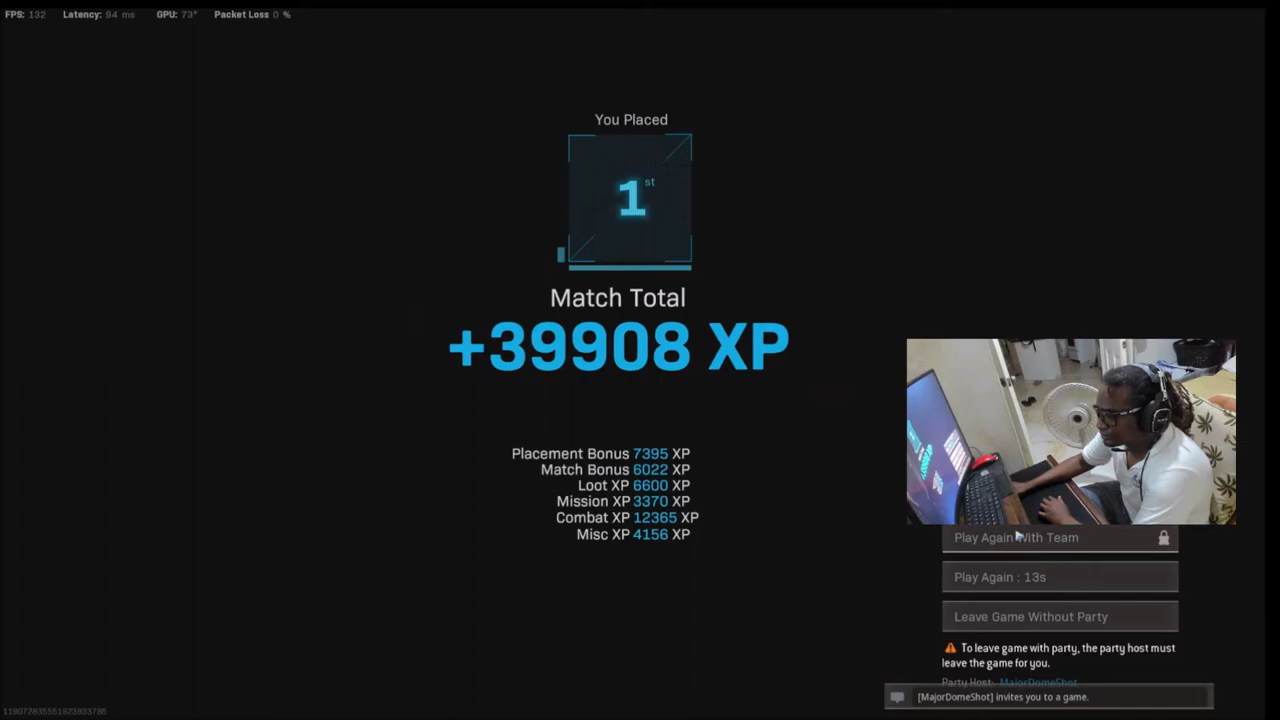 FPS: 132 Latency: 94 ms GPU: 73° Packet Loss 0 %
You Placed
1st
Match Total
+39908 XP
Placement Bonus 7395 XP
Match Bonus 6022 XP
Loot XP 6600 XP
Mission XP 3370 XP
Combat XP 12365 XP
Misc XP 4156 XP
Play Again With Team
Play Again : 13s
Leave Game Without Party
To leave game with party, the party host must
leave the game for you.
Party Host: MajorDomeShot
[MajorDomeShot] invites you to a game.